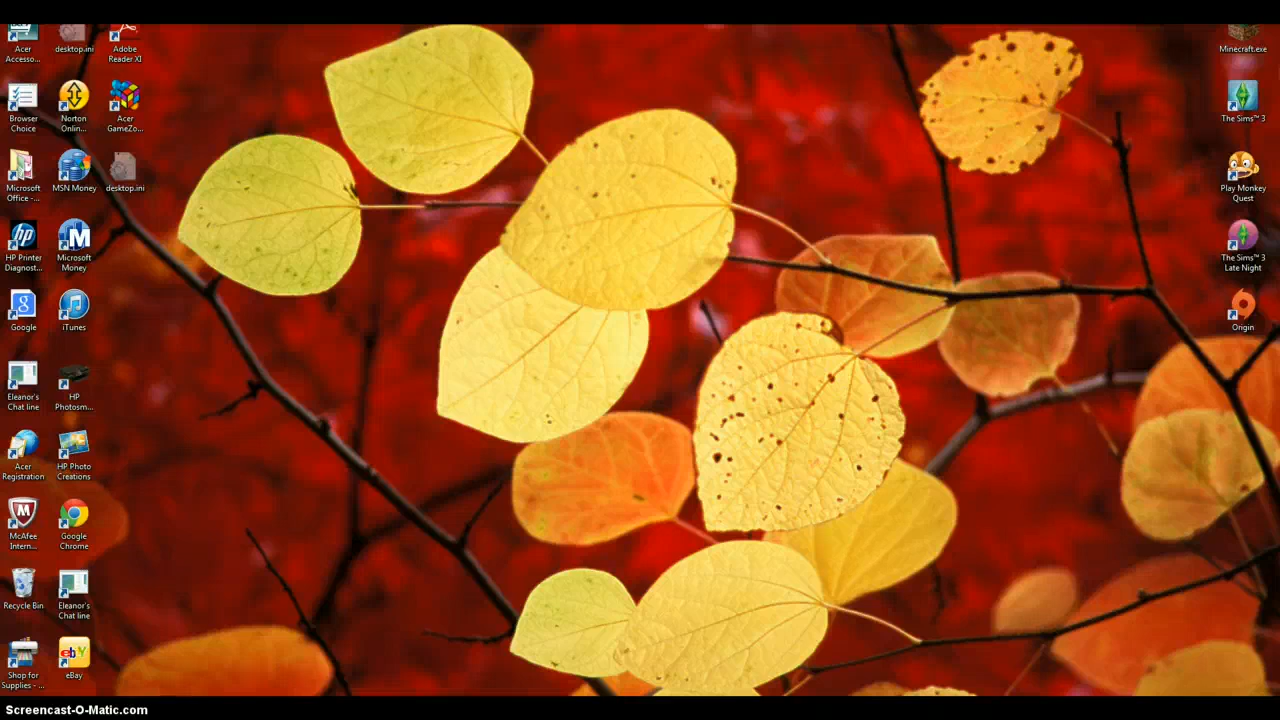 Acer
Accesso...
desktop.ini
Adobe
Reader XI
Browser
Choice
Norton
Onlin...
Acer
GameZo...
Microsoft
Office -...
MSN Money
desktop.ini
HP Printer
Diagnost...
Microsoft
Money
Google
iTunes
Eleanor's
Chat line
HP
Photosm...
Acer
Registration
HP Photo
Creations
McAfee
Intern...
Google
Chrome
Recycle Bin
Eleanor's
Chat line
Shop for
Supplies - ...
ebY
eBay
Minecraft.exe
The Sims™ 3
Play Monkey
Quest
The Sims™ 3
Late Night
Origin
Screencast-O-Matic.com